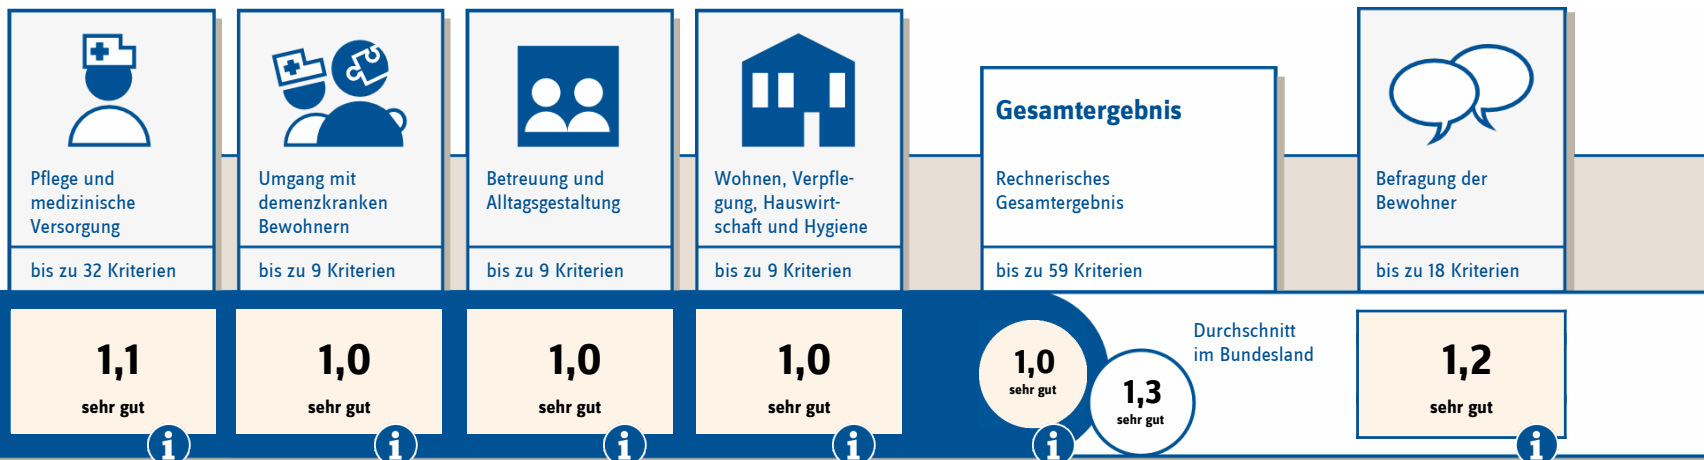 Pflege und
medizinische
Versorgung
bis zu 32 Kriterien
1,1
sehr gut
i
Umgang mit
demenzkranken
Bewohnern
bis zu 9 Kriterien
1,0
sehr gut
i
Betreuung und
Alltagsgestaltung
bis zu 9 Kriterien
1,0
sehr gut
i
Wohnen, Verpfle-
gung, Hauswirt-
schaft und Hygiene
bis zu 9 Kriterien
1,0
sehr gut
i
Gesamtergebnis
Rechnerisches
Gesamtergebnis
bis zu 59 Kriterien
1,0
sehr gut
i
Durchschnitt
im Bundesland
1,3
sehr gut
Befragung der
Bewohner
bis zu 18 Kriterien
1,2
sehr gut
i